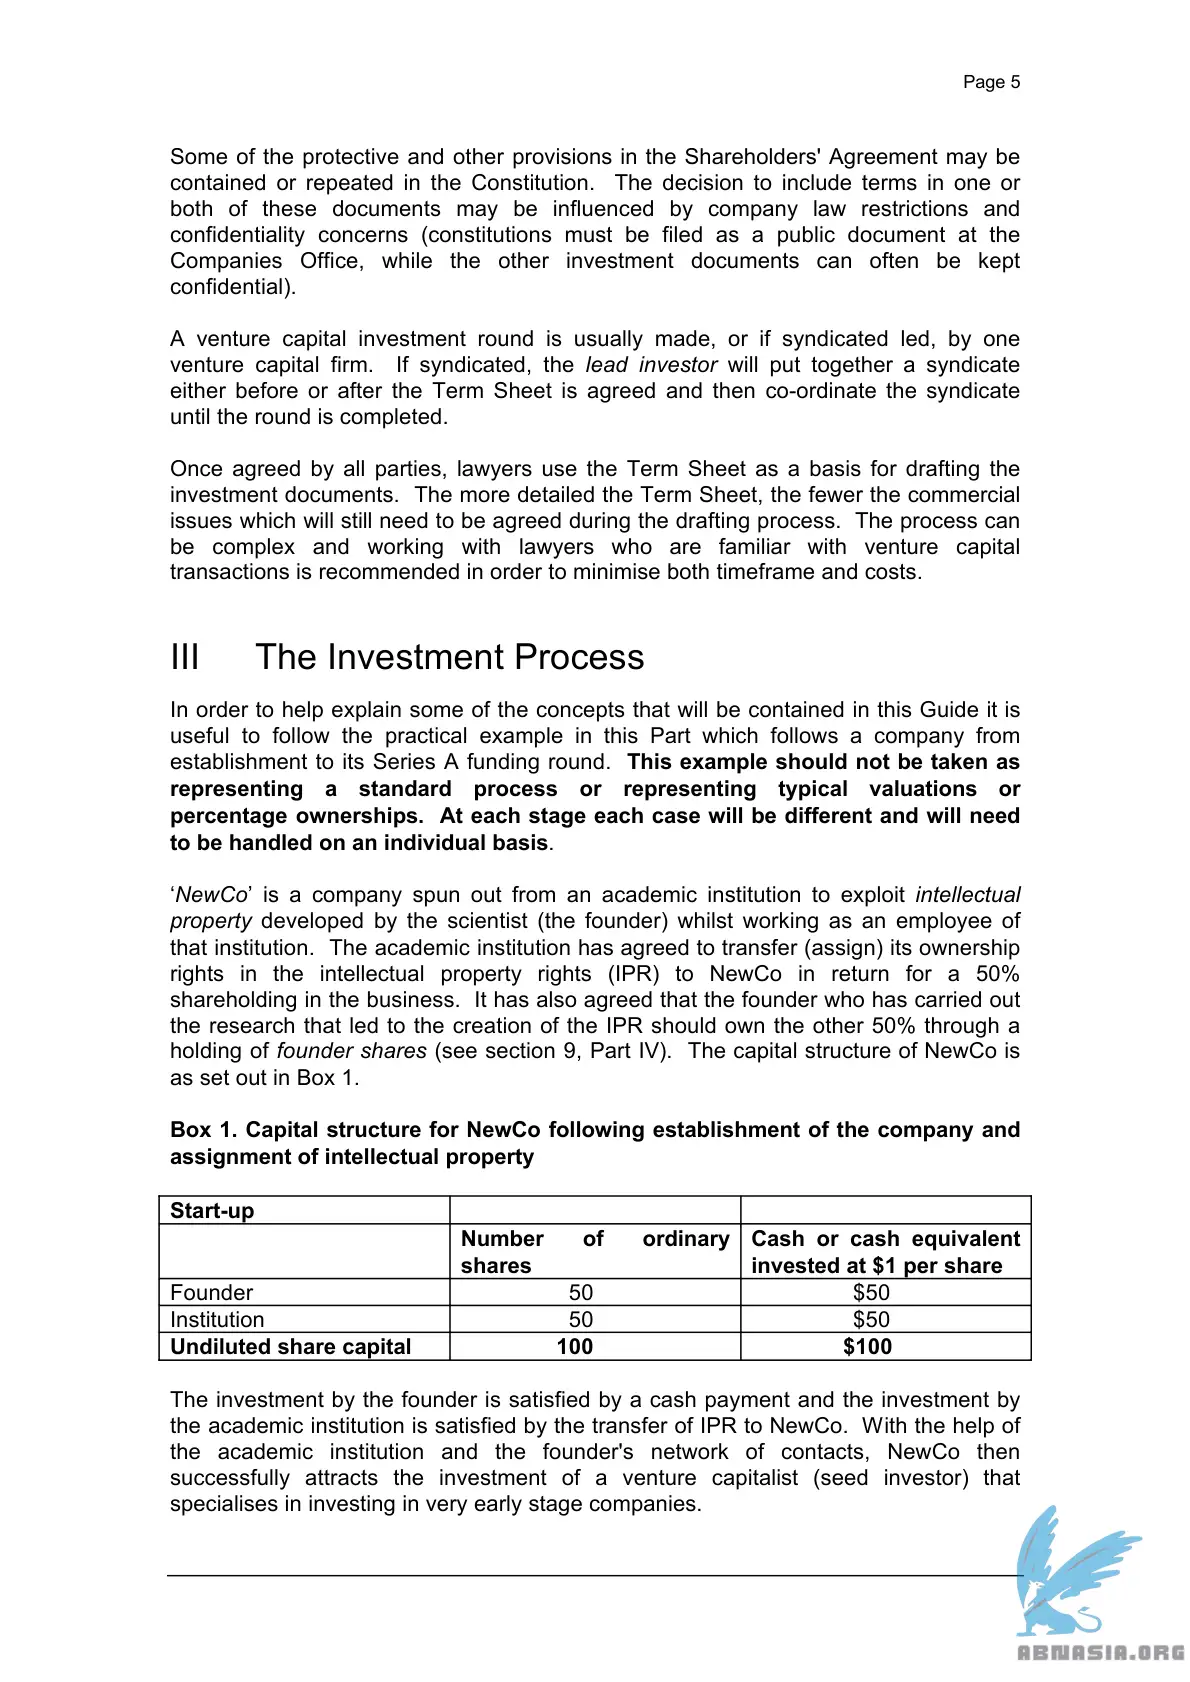 Page 5
Some of the protective and other provisions in the Shareholders' Agreement may be
contained or repeated in the Constitution.  The decision to include terms in one or
both of these documents may be influenced by company law restrictions and
confidentiality concerns (constitutions must be filed as a public document at the
Companies Office, while the other investment documents can often be kept
confidential).
A venture capital investment round is usually made, or if syndicated led, by one
venture capital firm.  If syndicated, the lead investor will put together a syndicate
either before or after the Term Sheet is agreed and then co-ordinate the syndicate
until the round is completed.
Once agreed by all parties, lawyers use the Term Sheet as a basis for drafting the
investment documents.  The more detailed the Term Sheet, the fewer the commercial
issues which will still need to be agreed during the drafting process.  The process can
be complex and working with lawyers who are familiar with venture capital
transactions is recommended in order to minimise both timeframe and costs.
III The Investment Process
In order to help explain some of the concepts that will be contained in this Guide it is
useful to follow the practical example in this Part which follows a company from
establishment to its Series A funding round.  This example should not be taken as
representing a standard process or representing typical valuations or
percentage ownerships.  At each stage each case will be different and will need
to be handled on an individual basis.
‘NewCo’ is a company spun out from an academic institution to exploit intellectual
property developed by the scientist (the founder) whilst working as an employee of
that institution.  The academic institution has agreed to transfer (assign) its ownership
rights in the intellectual property rights (IPR) to NewCo in return for a 50%
shareholding in the business.  It has also agreed that the founder who has carried out
the research that led to the creation of the IPR should own the other 50% through a
holding of founder shares (see section 9, Part IV).  The capital structure of NewCo is
as set out in Box 1.
Box 1. Capital structure for NewCo following establishment of the company and
assignment of intellectual property
Start-up
Number of ordinary shares Cash or cash equivalent invested at $1 per share
Founder 50 $50
Institution 50 $50
Undiluted share capital 100 $100
The investment by the founder is satisfied by a cash payment and the investment by
the academic institution is satisfied by the transfer of IPR to NewCo.  With the help of
the academic institution and the founder's network of contacts, NewCo then
successfully attracts the investment of a venture capitalist (seed investor) that
specialises in investing in very early stage companies.
ABNASIA.ORG